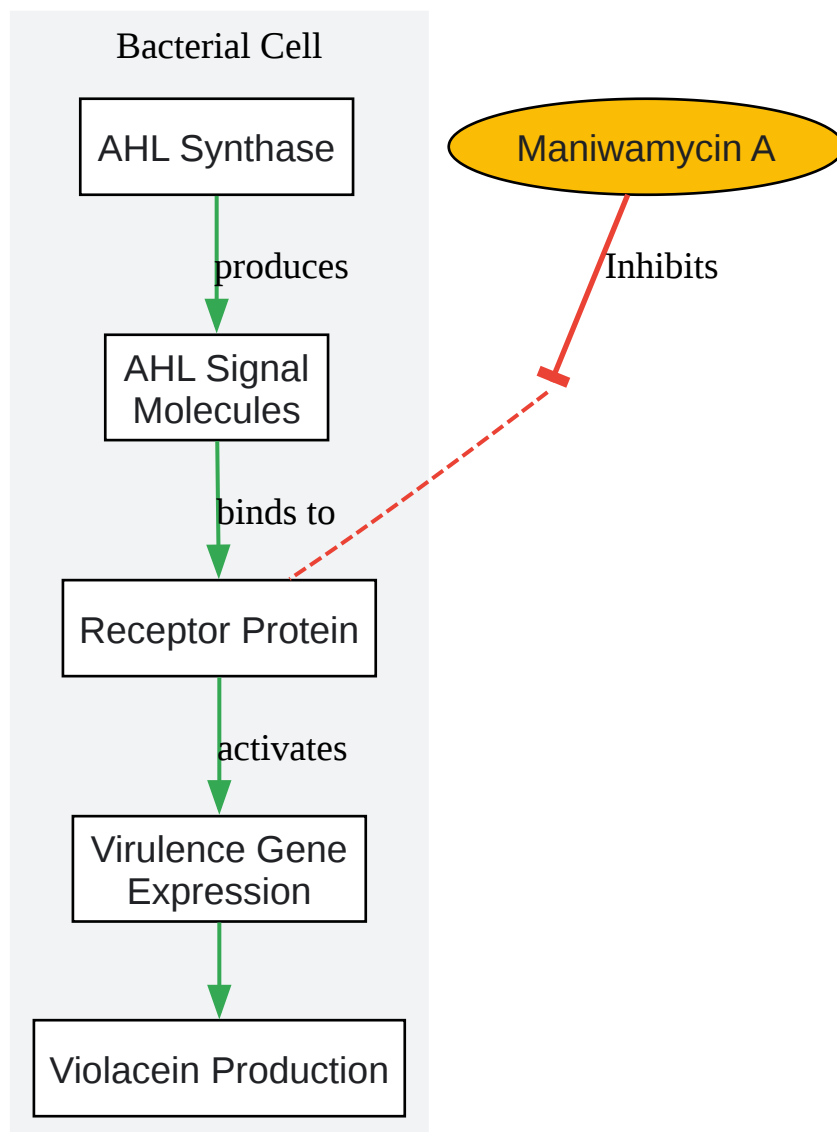 Bacterial Cell
AHL Synthase
Maniwamycin A
produces
Inhibits
AHL Signal
Molecules
binds to
Receptor Protein
activates
Virulence Gene
Expression
Violacein Production